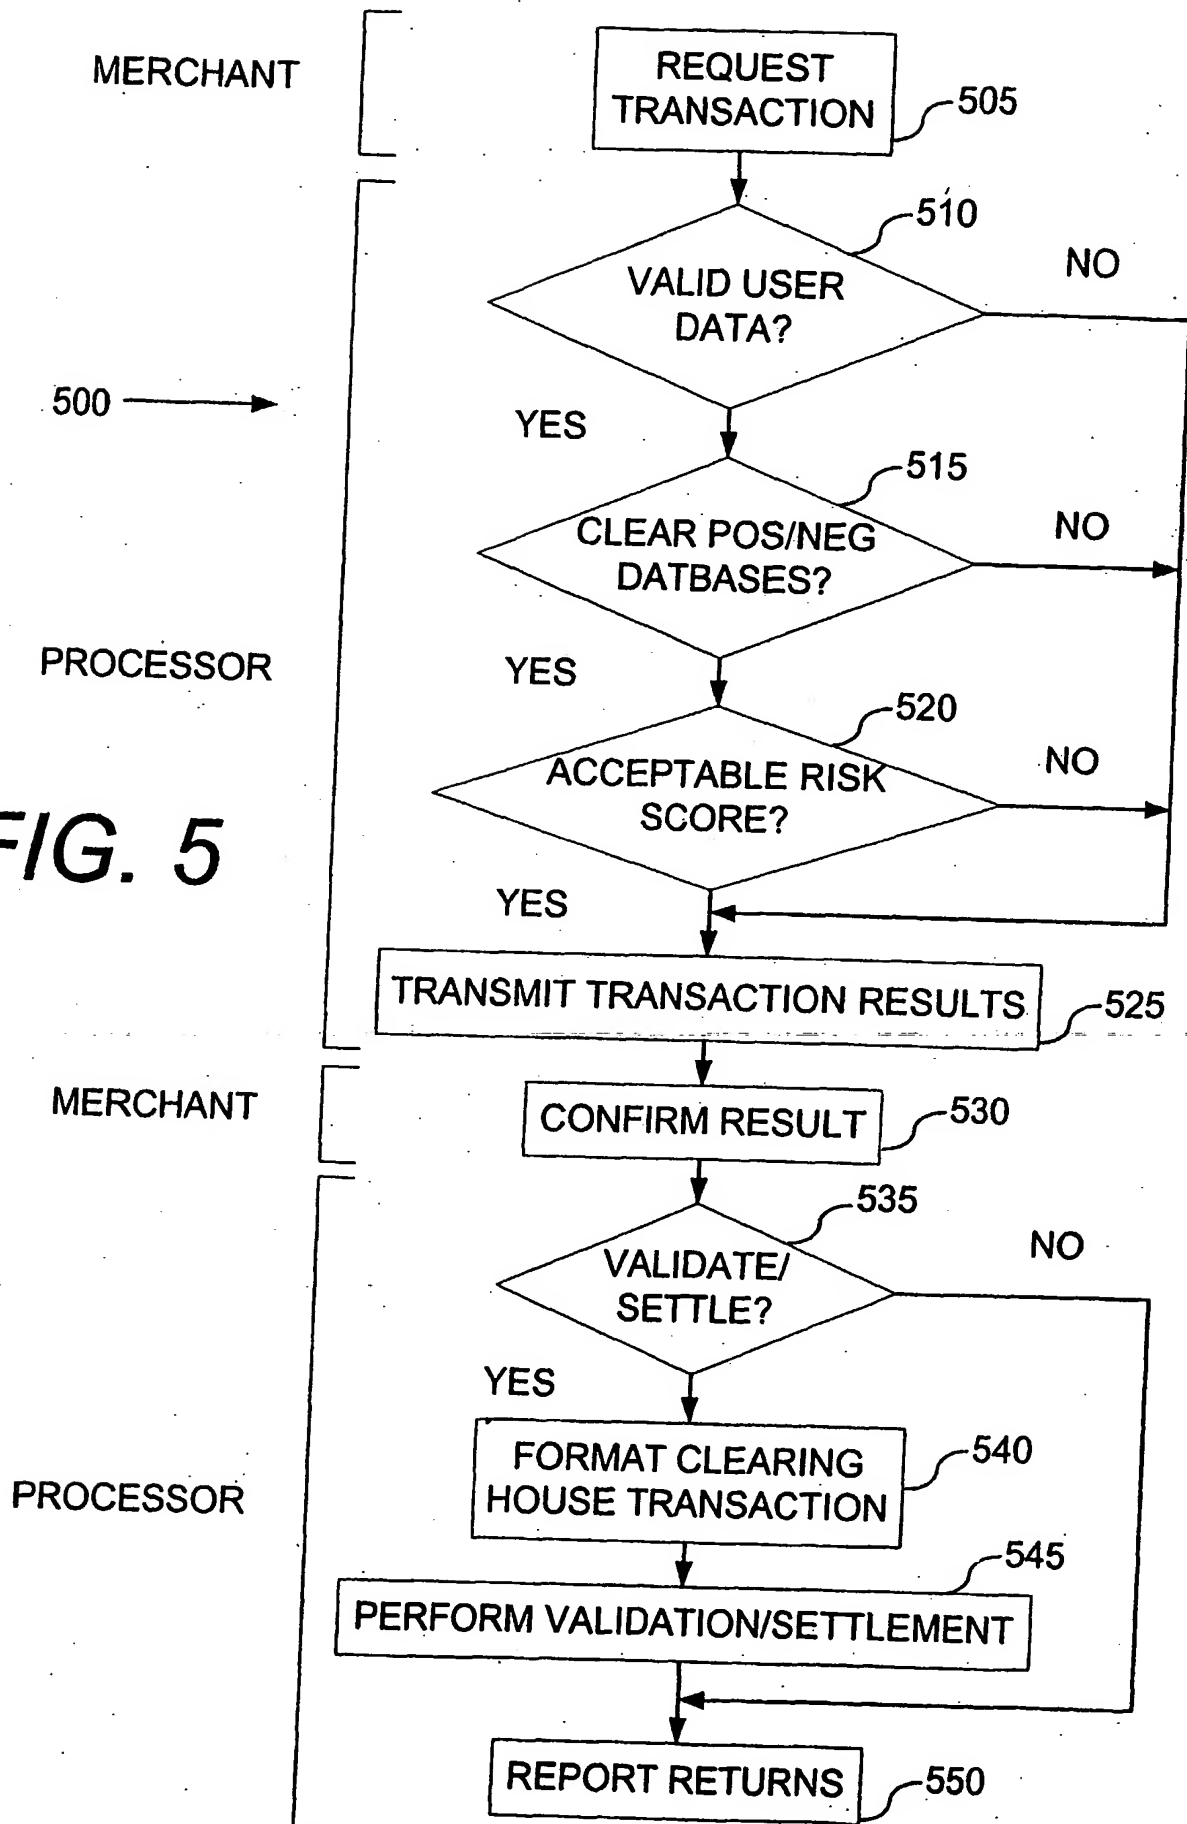 MERCHANT
REQUEST
TRANSACTION
505
510
VALID USER
DATA?
NO
500
YES
515
CLEAR POS/NEG
DATBASES?
NO
PROCESSOR
YES
520
ACCEPTABLE RISK
SCORE?
NO
FIG. 5
YES
TRANSMIT TRANSACTION RESULTS
525
MERCHANT
CONFIRM RESULT
530
535
VALIDATE/
SETTLE?
NO
YES
FORMAT CLEARING
HOUSE TRANSACTION
540
PROCESSOR
545
PERFORM VALIDATION/SETTLEMENT
REPORT RETURNS
550